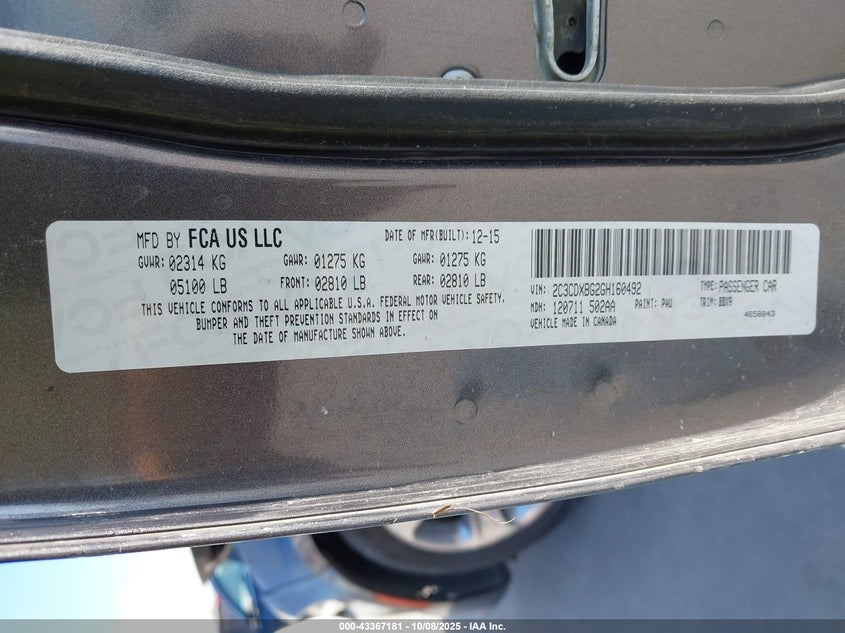 MFD BY FCA US LLC
DATE OF MFR(BUILT): 12-15
GVWR: 02314 KG
GAWR: 01275 KG
GAWR: 01275 KG
05100 LB
FRONT: 02810 LB
REAR: 02810 LB
THIS VEHICLE CONFORMS TO ALL APPLICABLE U.S.A. FEDERAL MOTOR VEHICLE SAFETY,
BUMPER AND THEFT PREVENTION STANDARDS IN EFFECT ON
THE DATE OF MANUFACTURE SHOWN ABOVE.
VIN: 2C3CDXBG2GH160492
TYPE: PASSENGER CAR
MDH: 120711 502AA
PAINT: PAU
TRIM: BBX9
VEHICLE MADE IN CANADA
4658843
000-43367181 - 10/08/2025 - IAA Inc.